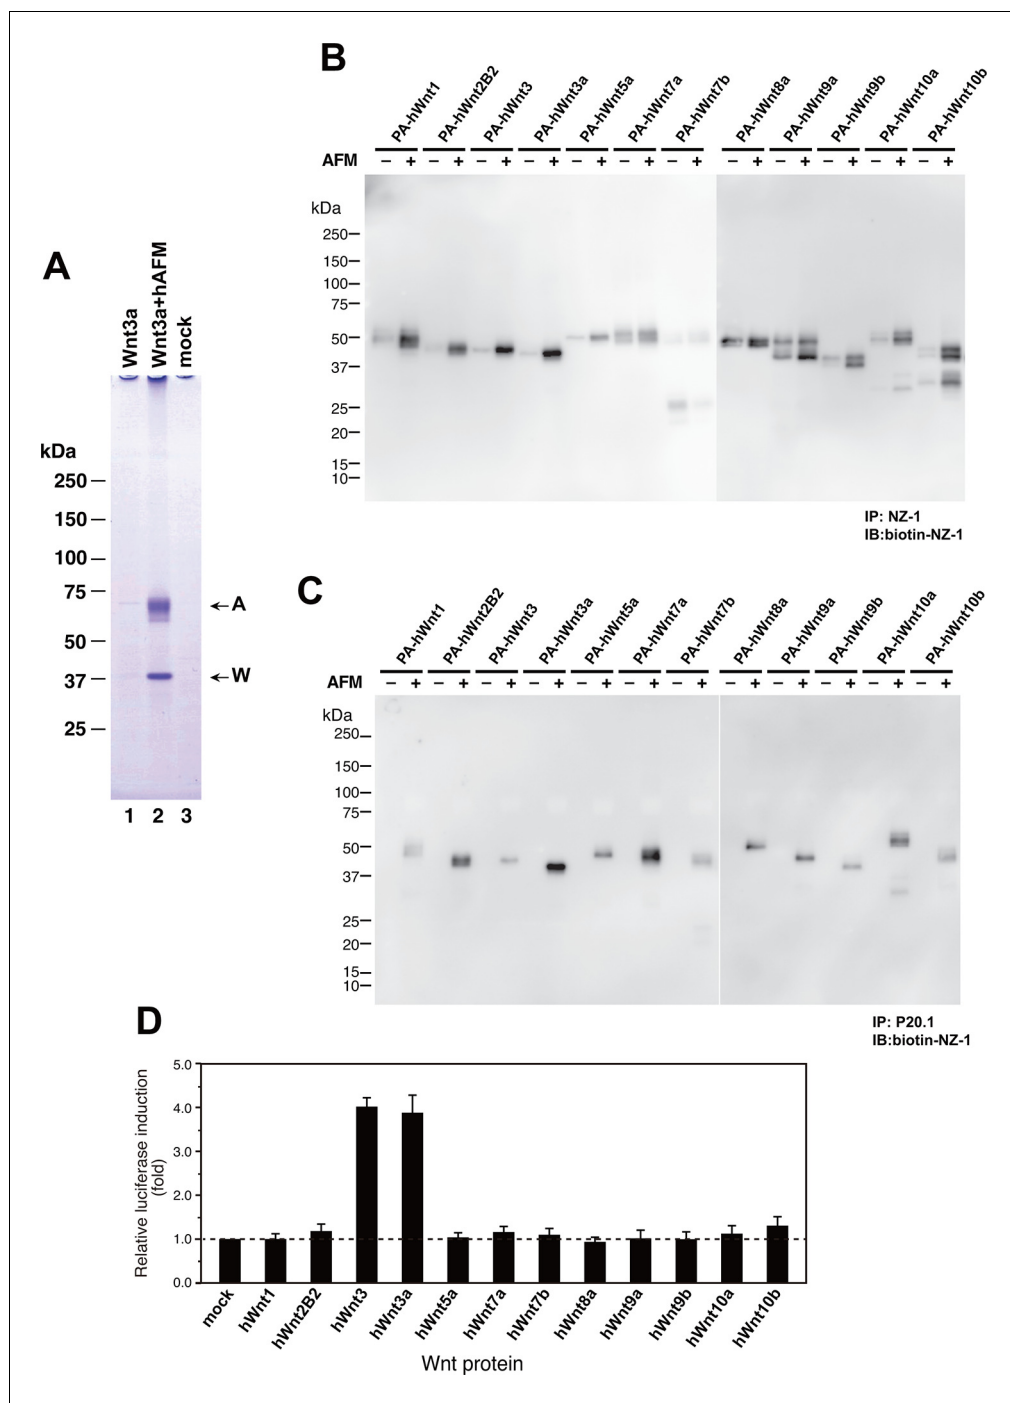 A
Wnt3a
Wnt3a+hAFM
mock
kDa
250
150
100
75
50
37
25
A
W
1 2 3
B
PA-hWnt1
PA-hWnt2B2
PA-hWnt3
PA-hWnt3a
PA-hWnt5a
PA-hWnt7a
PA-hWnt7b
PA-hWnt8a
PA-hWnt9a
PA-hWnt9b
PA-hWnt10a
PA-hWnt10b
AFM − + − + − + − + − + − + − + − + − + − + − + − +
kDa
250
150
100
75
50
37
25
20
15
10
IP: NZ-1
IB:biotin-NZ-1
C
PA-hWnt1
PA-hWnt2B2
PA-hWnt3
PA-hWnt3a
PA-hWnt5a
PA-hWnt7a
PA-hWnt7b
PA-hWnt8a
PA-hWnt9a
PA-hWnt9b
PA-hWnt10a
PA-hWnt10b
AFM − + − + − + − + − + − + − + − + − + − + − + − +
kDa
250
150
100
75
50
37
25
20
15
10
IP: P20.1
IB:biotin-NZ-1
D
Relative luciferase induction
(fold)
5.0
4.0
3.0
2.0
1.0
0.0
mock
hWnt1
hWnt2B2
hWnt3
hWnt3a
hWnt5a
hWnt7a
hWnt7b
hWnt8a
hWnt9a
hWnt9b
hWnt10a
hWnt10b
Wnt protein